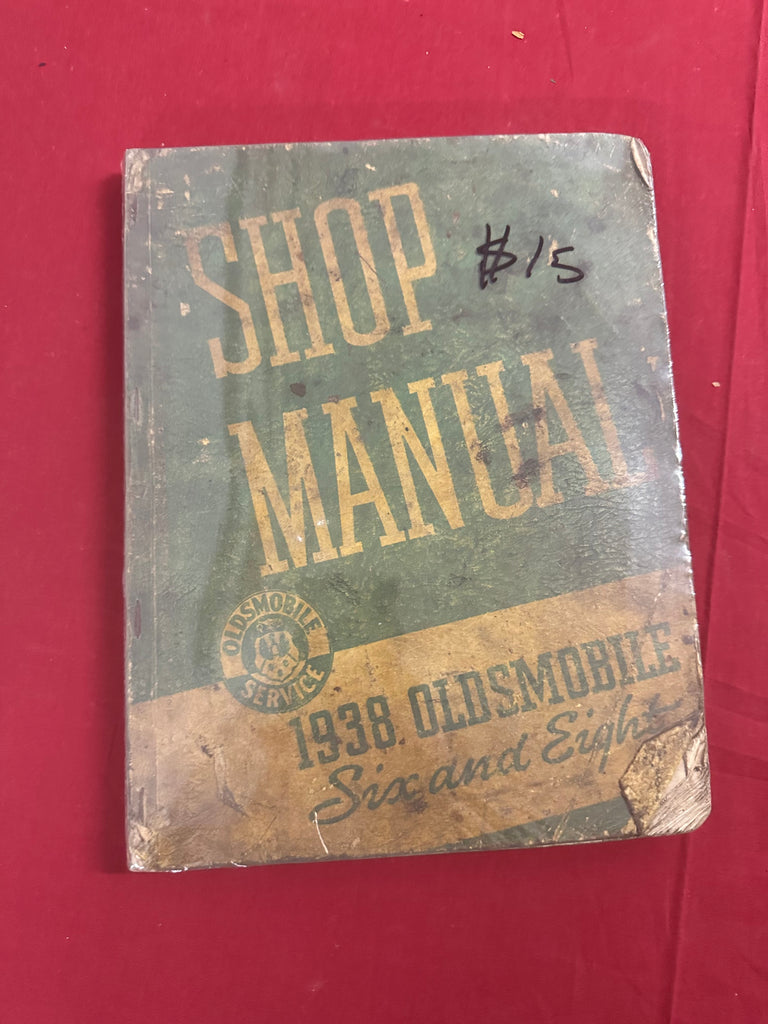 SHOP
$15
MANUAL
OLDSMOBILE
SERVICE
1938 OLDSMOBILE
Six and Eight